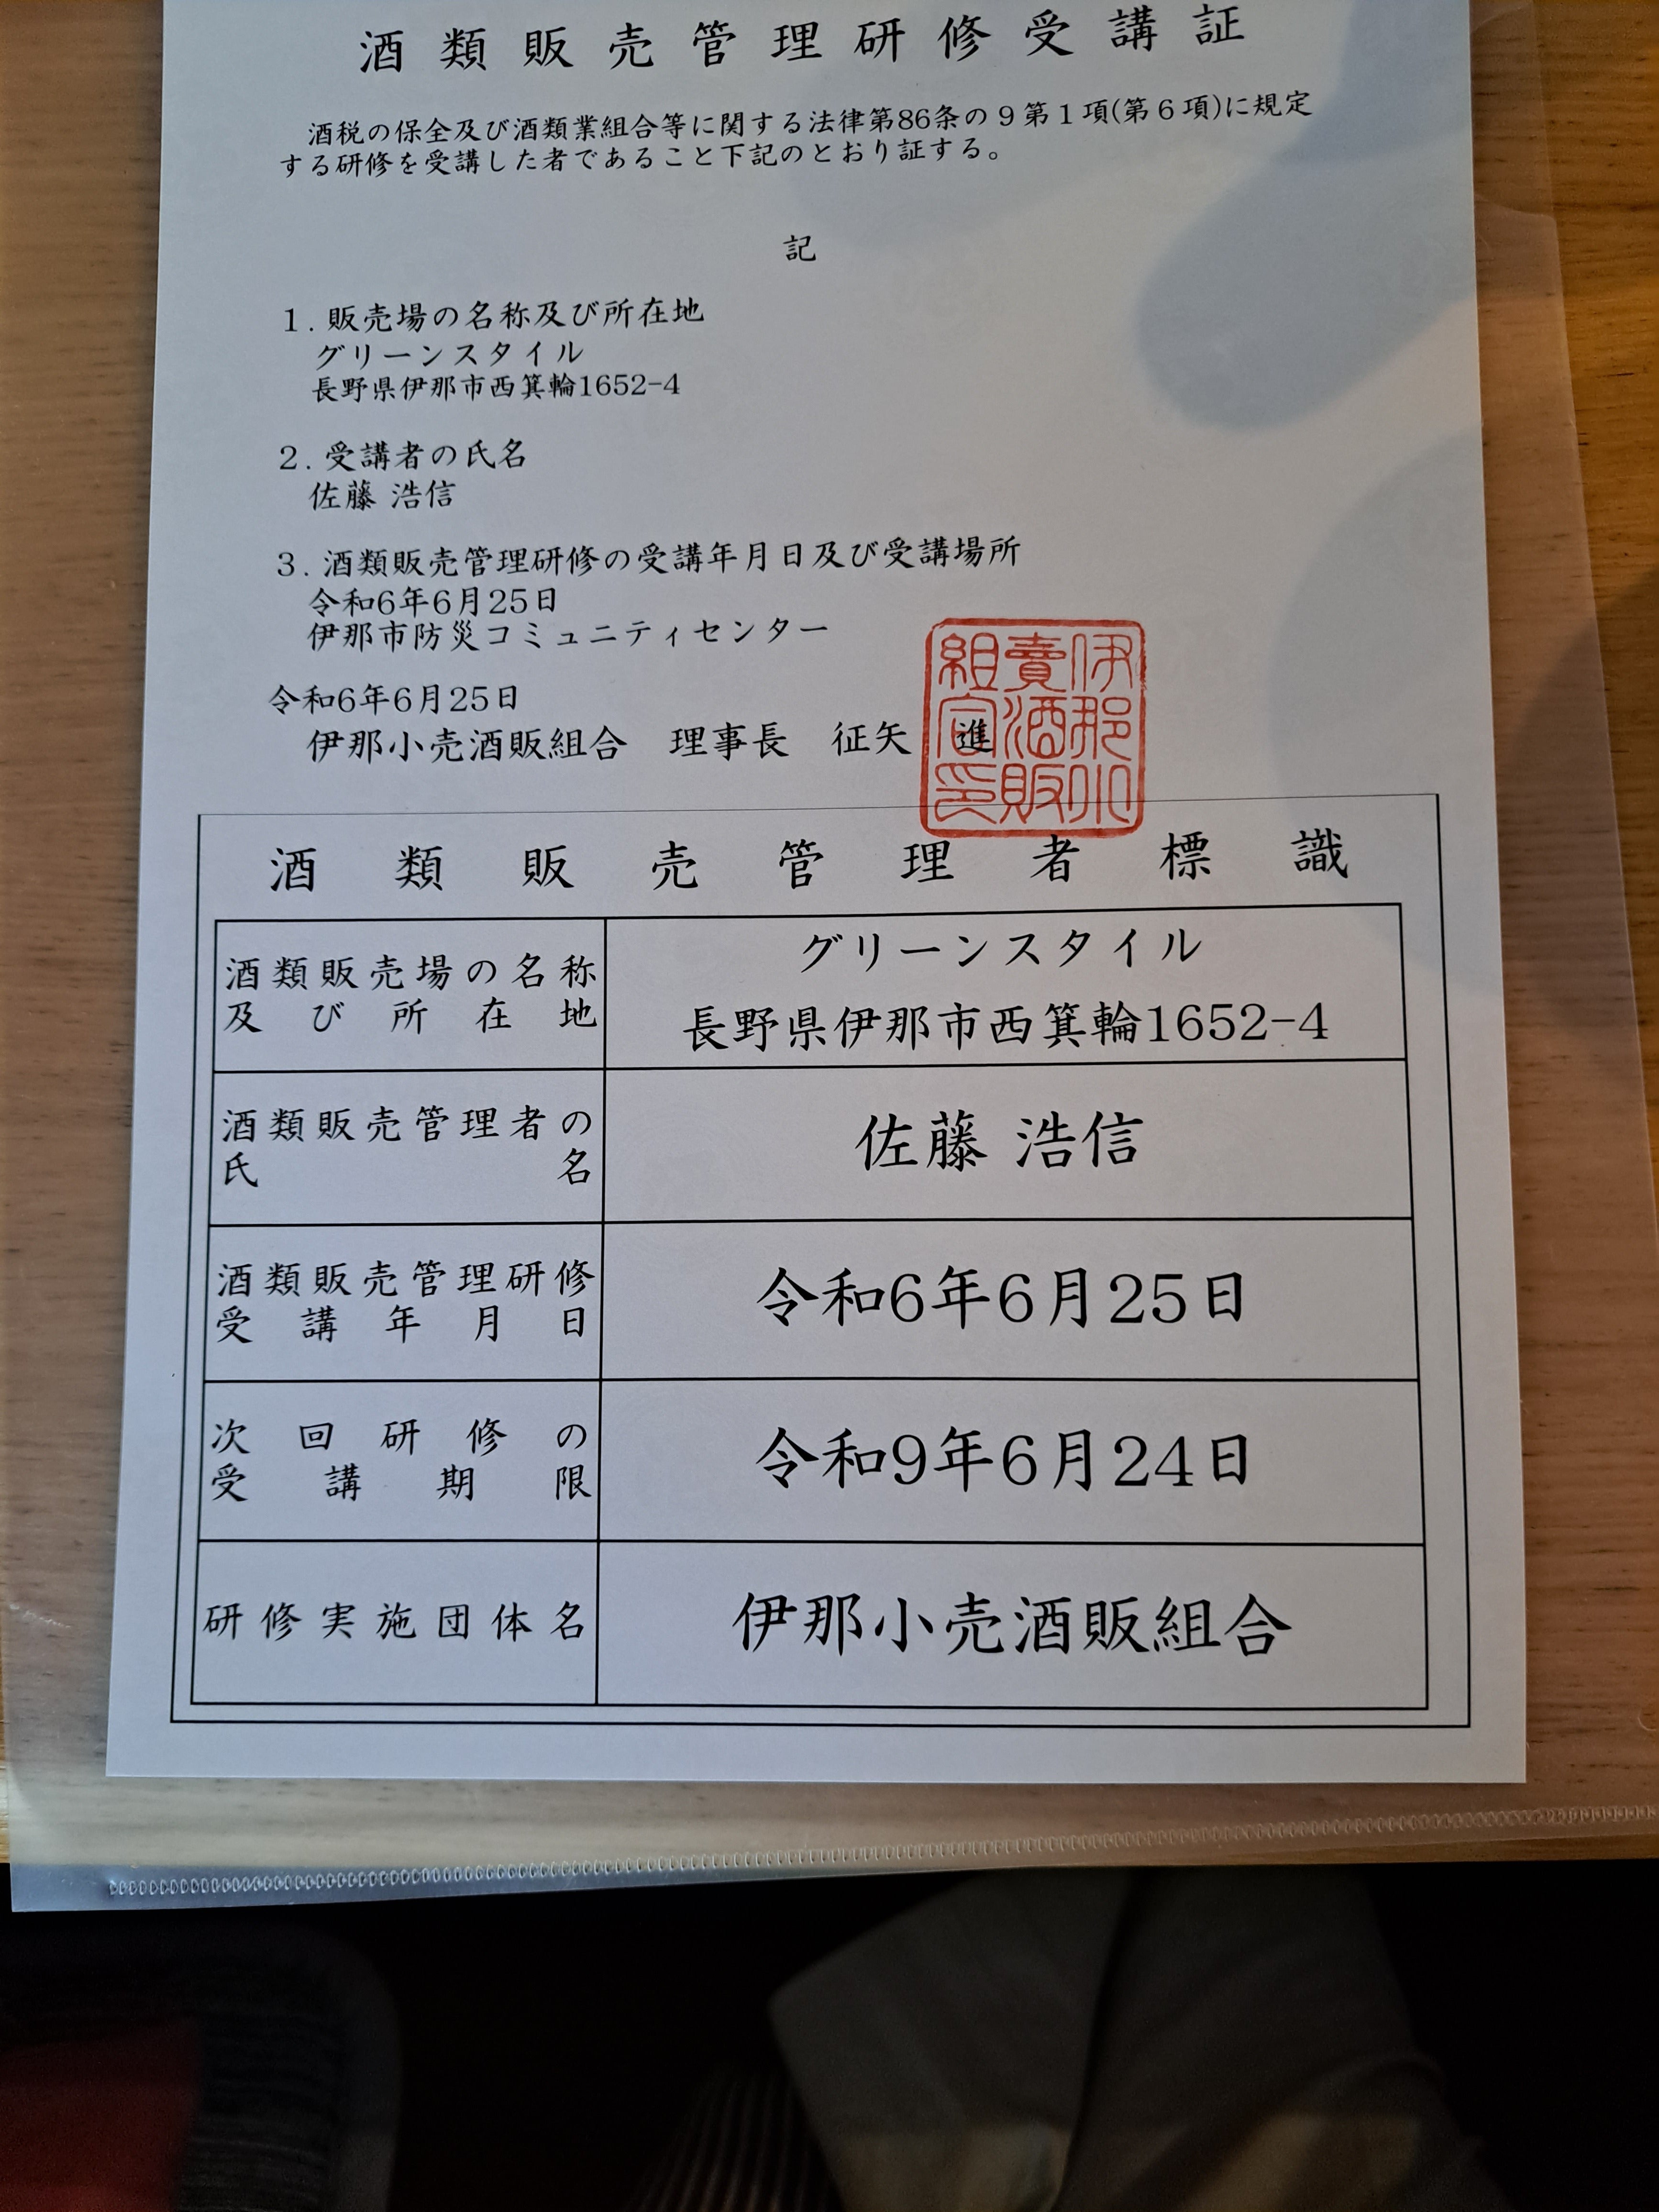 酒類販売管理研修受講証
酒税の保全及び酒類業組合等に関する法律第86条の9第1項(第6項)に規定
する研修を受講した者であること下記のとおり証する。
記
1.販売場の名称及び所在地
グリーンスタイル
長野県伊那市西箕輪1652-4
2.受講者の氏名
佐藤 浩信
3.酒類販売管理研修の受講年月日及び受講場所
令和6年6月25日
伊那市防災コミュニティセンター
令和6年6月25日
伊那小売酒販組合 理事長 征矢 進
伊那小
賣酒販
組
印
酒類販売管理者標識
酒類販売場の名称
及び所在地
グリーンスタイル
長野県伊那市西箕輪1652-4
酒類販売管理者の
氏名
佐藤 浩信
酒類販売管理研修
受講年月日
令和6年6月25日
次回研修の
受講期限
令和9年6月24日
研修実施団体名
伊那小売酒販組合